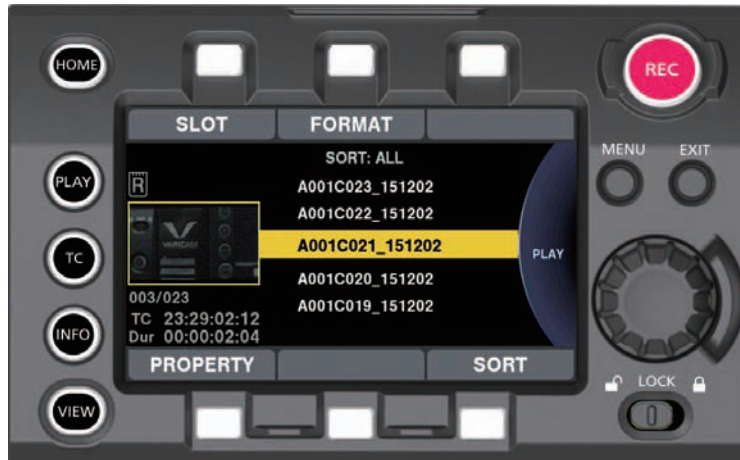 HOME
REC
SLOT FORMAT
MENU EXIT
SORT: ALL
R
PLAY
A001C023_151202
A001C022_151202
VARICAM
A001C021_151202
PLAY
TC
A001C020_151202
003/023
A001C019_151202
TC 23:29:02:12
Dur 00:00:02:04
INFO
PROPERTY SORT
LOCK
VIEW